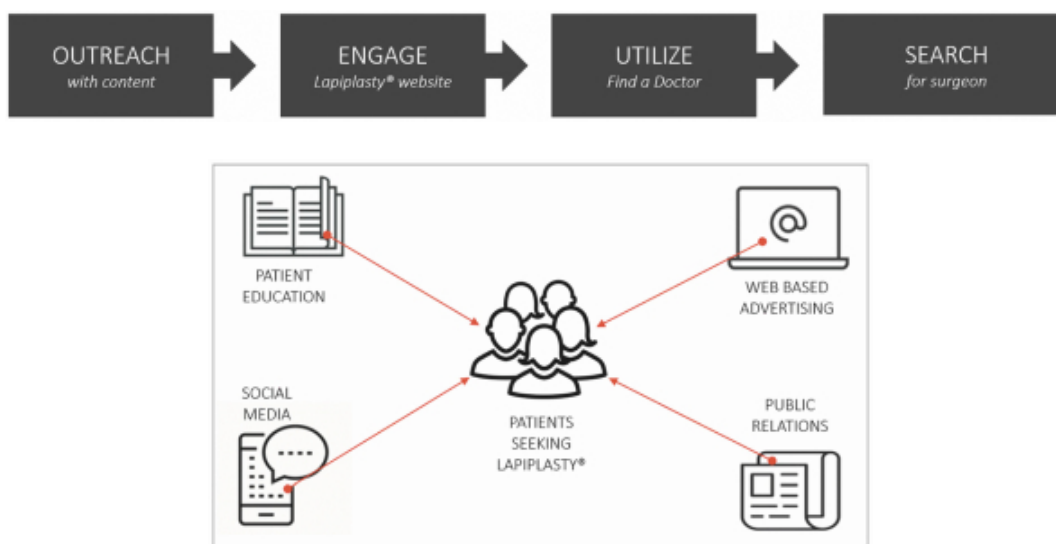 OUTREACH
with content
ENGAGE
Lapiplasty® website
UTILIZE
Find a Doctor
SEARCH
for surgeon
PATIENT
EDUCATION
WEB BASED
ADVERTISING
SOCIAL
MEDIA
PATIENTS
SEEKING
LAPIPLASTY®
PUBLIC
RELATIONS